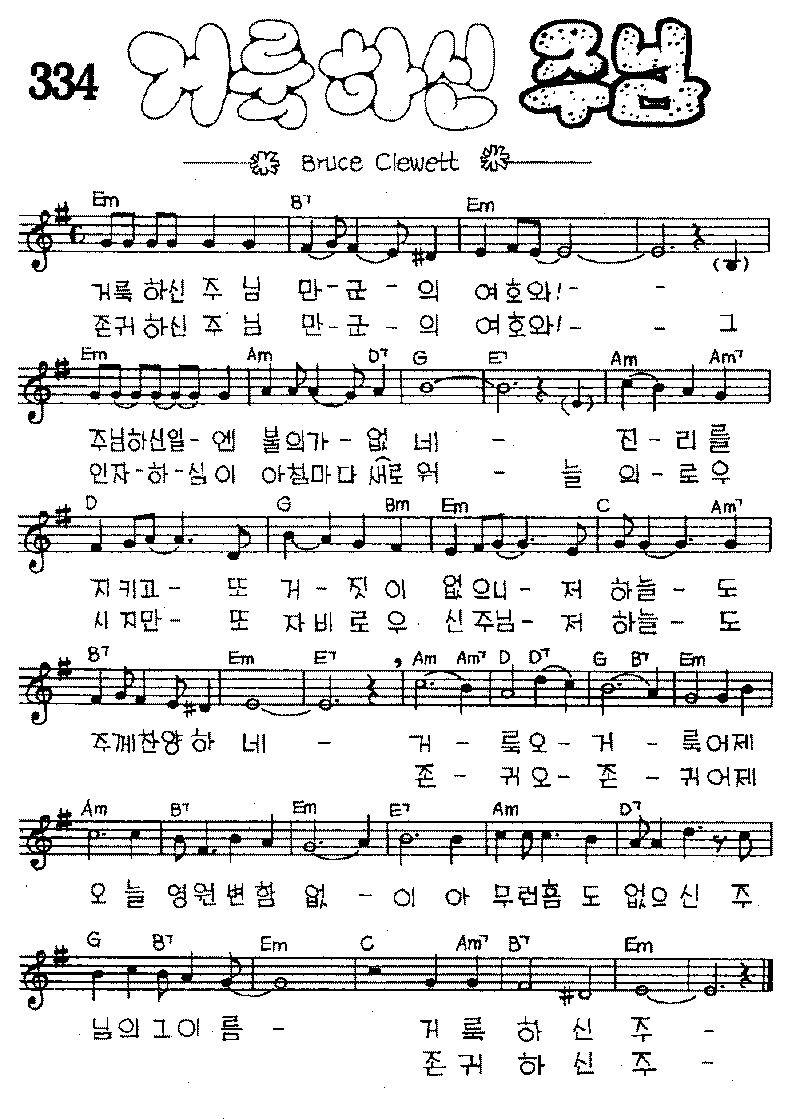 334 거룩하신 주님
Bruce Clewett
Em B7 Em
거룩 하신 주 님 만-군-의 여호와!- -
존귀 하신 주 님 만-군-의 여호와!- - 그
Em Am D7 G E7 Am Am7
주님하신일-엔 불의가-없 네 - 진-리를
인자-하-심이 아침마다 새로 워 - 늘 의-로우
D G Bm Em C Am7
지 키고- 또 거-짓이 없으니-저 하늘-도
시 지만- 또 자비로우 신주님-저 하늘-도
B7 Em E7 , Am Am7 D D7 G B7 Em
주께찬양하 네 - 거-룩오-거-룩어제
존-귀오-존-귀어제
Am B7 Em E7 Am D7
오 늘 영원변함 없-이 아 무런흠 도 없으신 주
G B7 Em C Am7 B7 Em
님의그이름 - 거 룩 하 신 주 -
존 귀 하 신 주 -